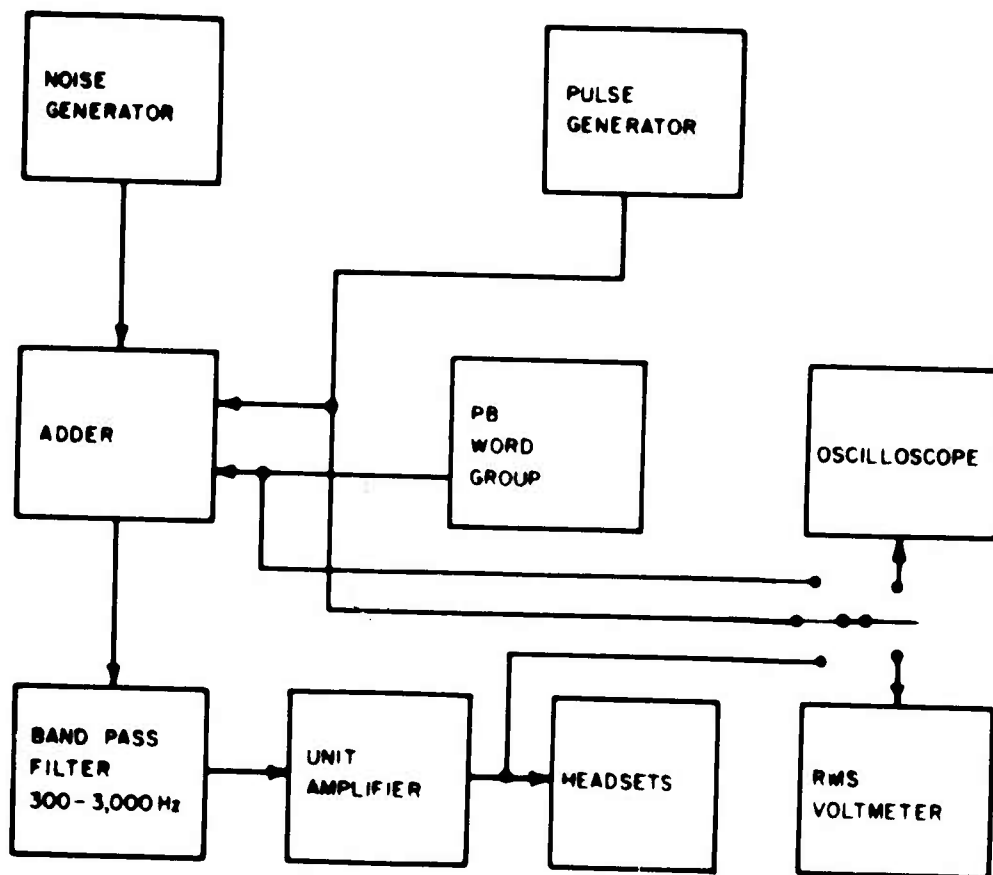 NOISE
GENERATOR
PULSE
GENERATOR
ADDER
PB
WORD
GROUP
OSCILLOSCOPE
BAND PASS
FILTER
300-3,000 Hz
UNIT
AMPLIFIER
HEADSETS
RMS
VOLTMETER